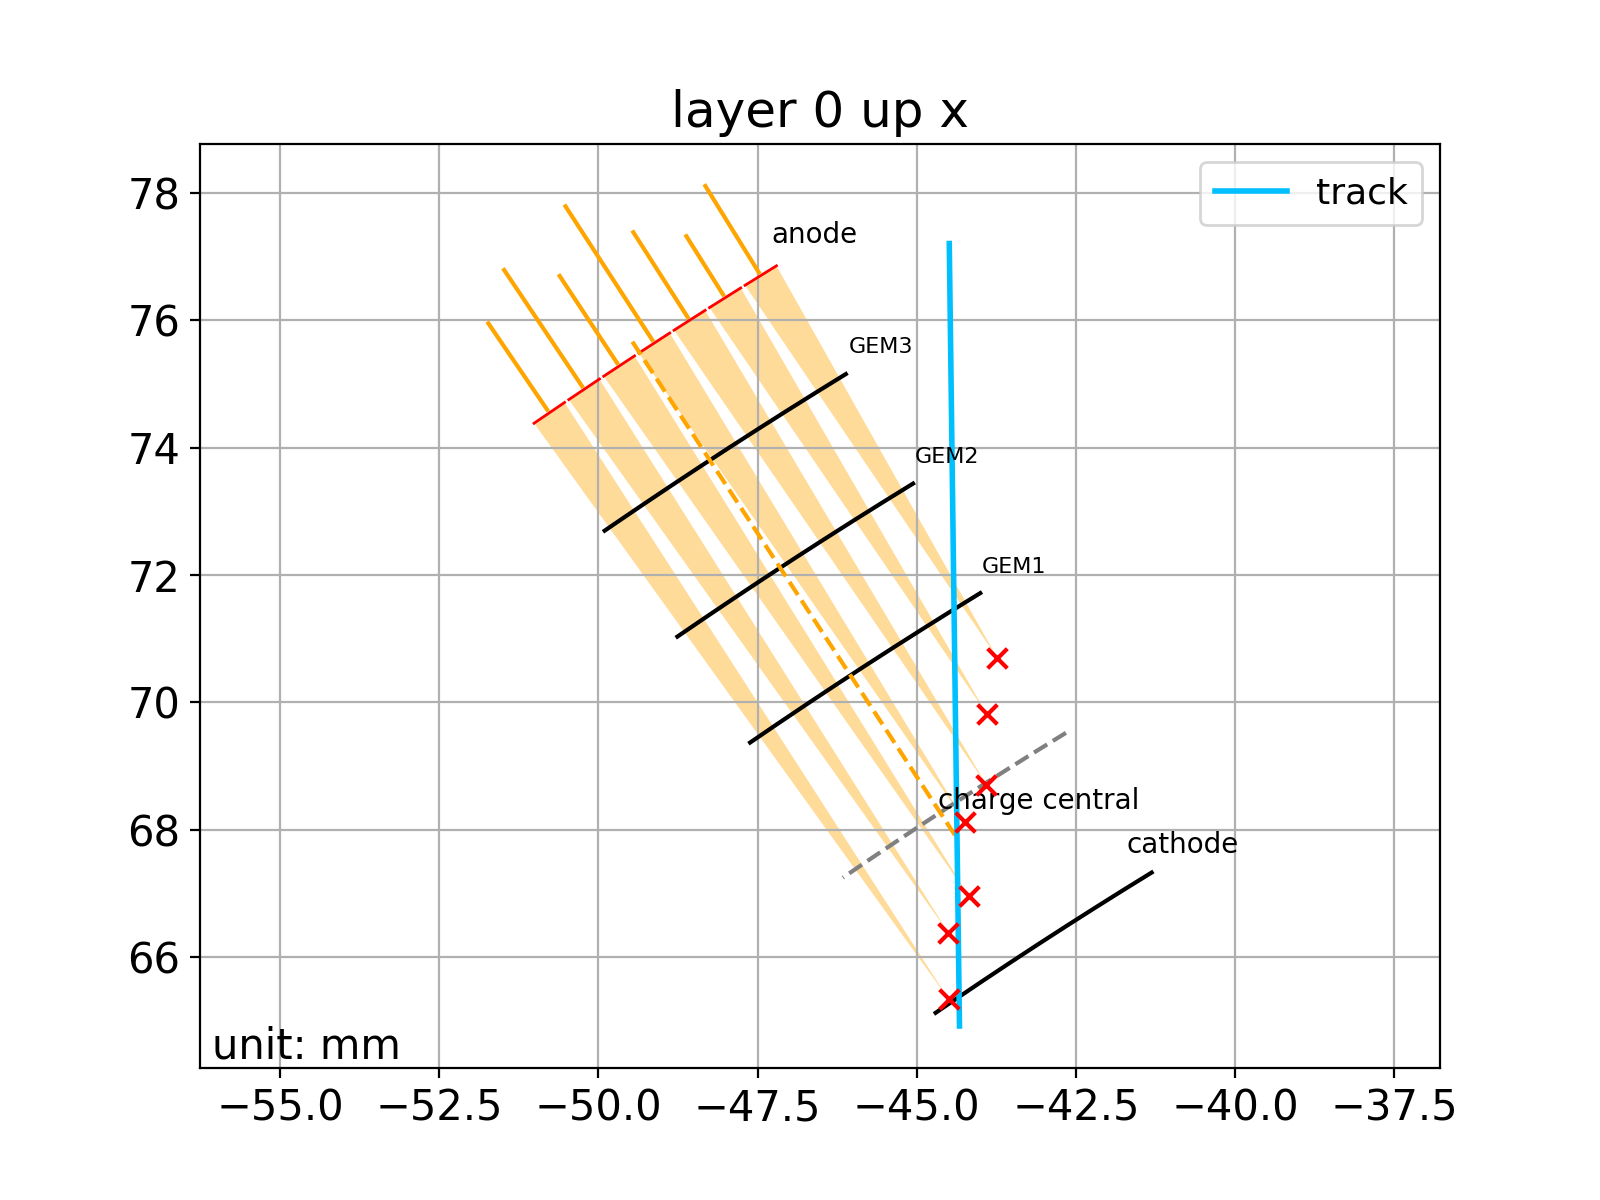 layer 0 up x
track
anode
GEM3
GEM2
GEM1
charge central
cathode
unit: mm
78
76
74
72
70
68
66
−55.0 −52.5 −50.0 −47.5 −45.0 −42.5 −40.0 −37.5